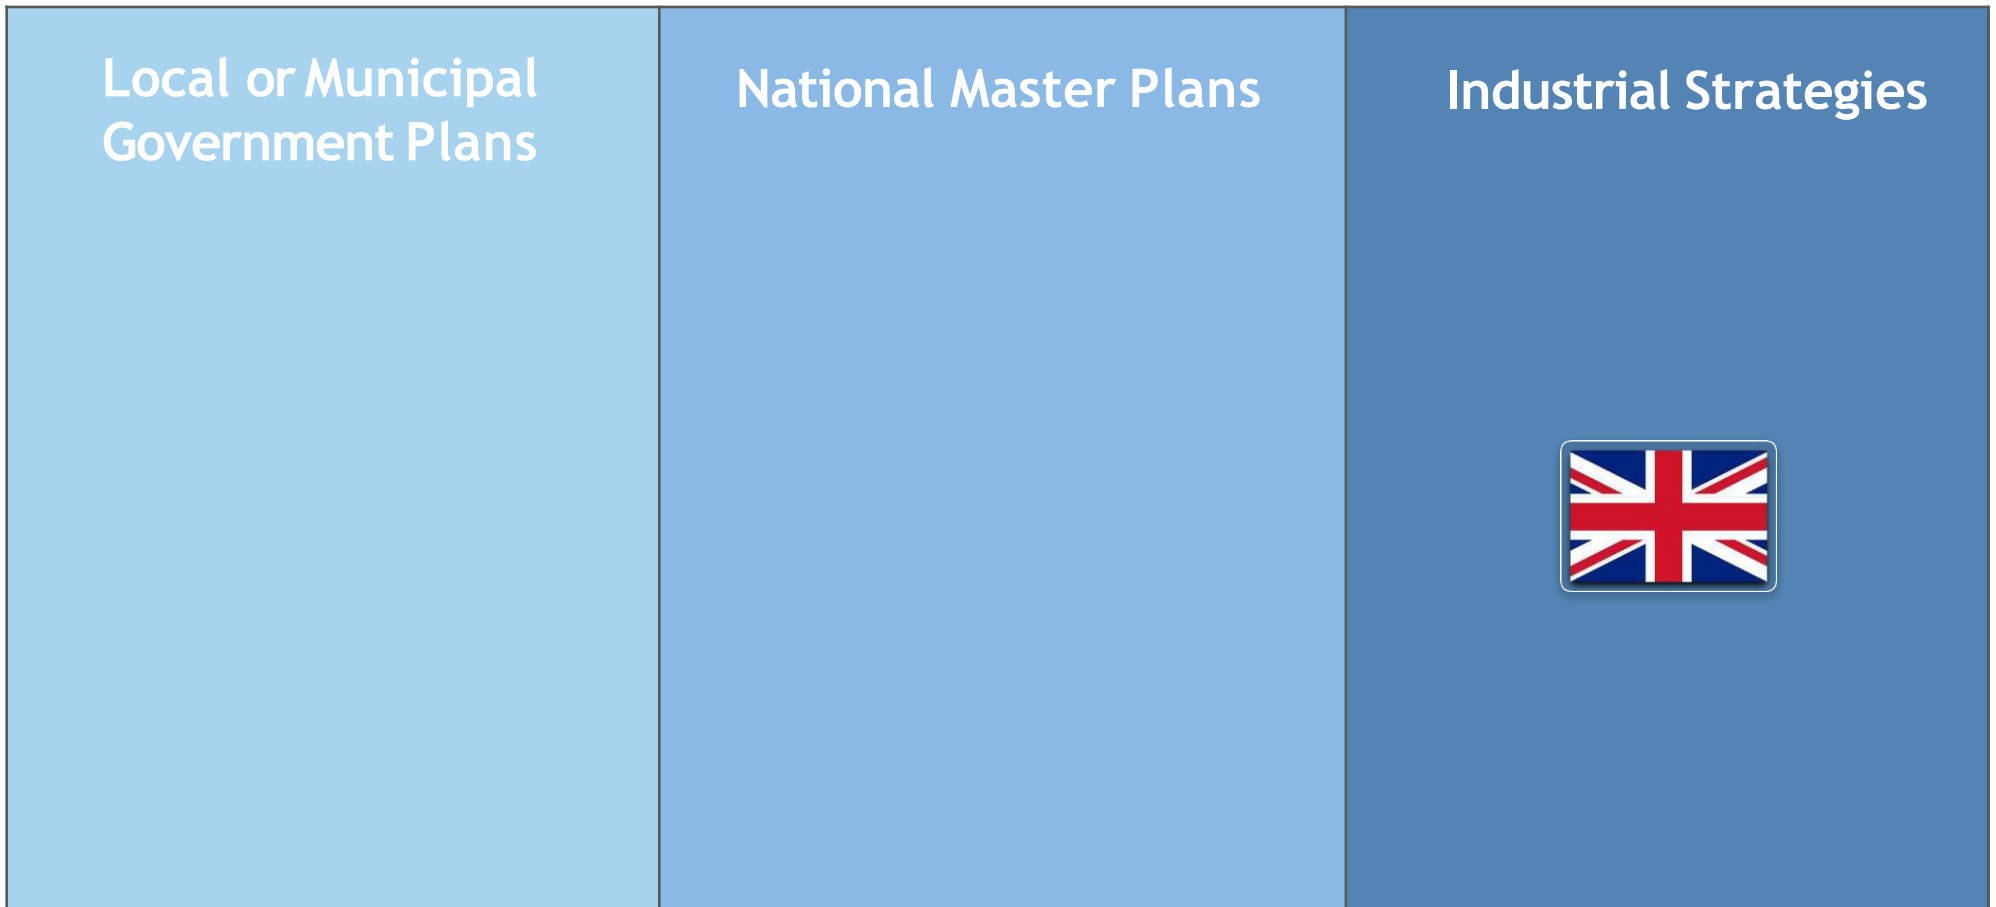 Local or Municipal
Government Plans
National Master Plans
Industrial Strategies